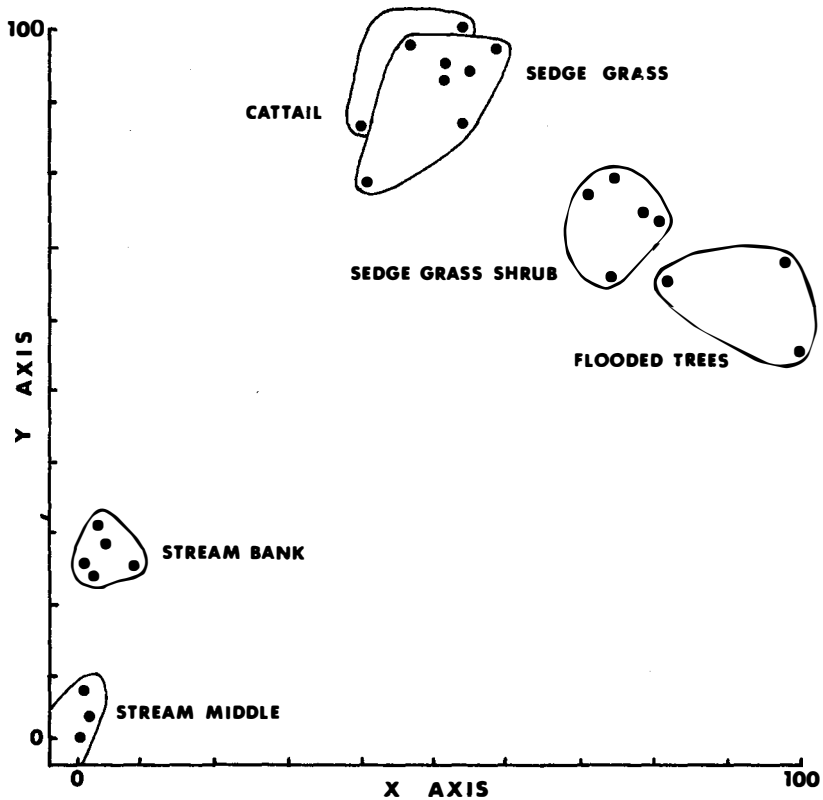 100
SEDGE GRASS
CATTAIL
SEDGE GRASS SHRUB
FLOODED TREES
Y AXIS
STREAM BANK
STREAM MIDDLE
0
0
100
X AXIS